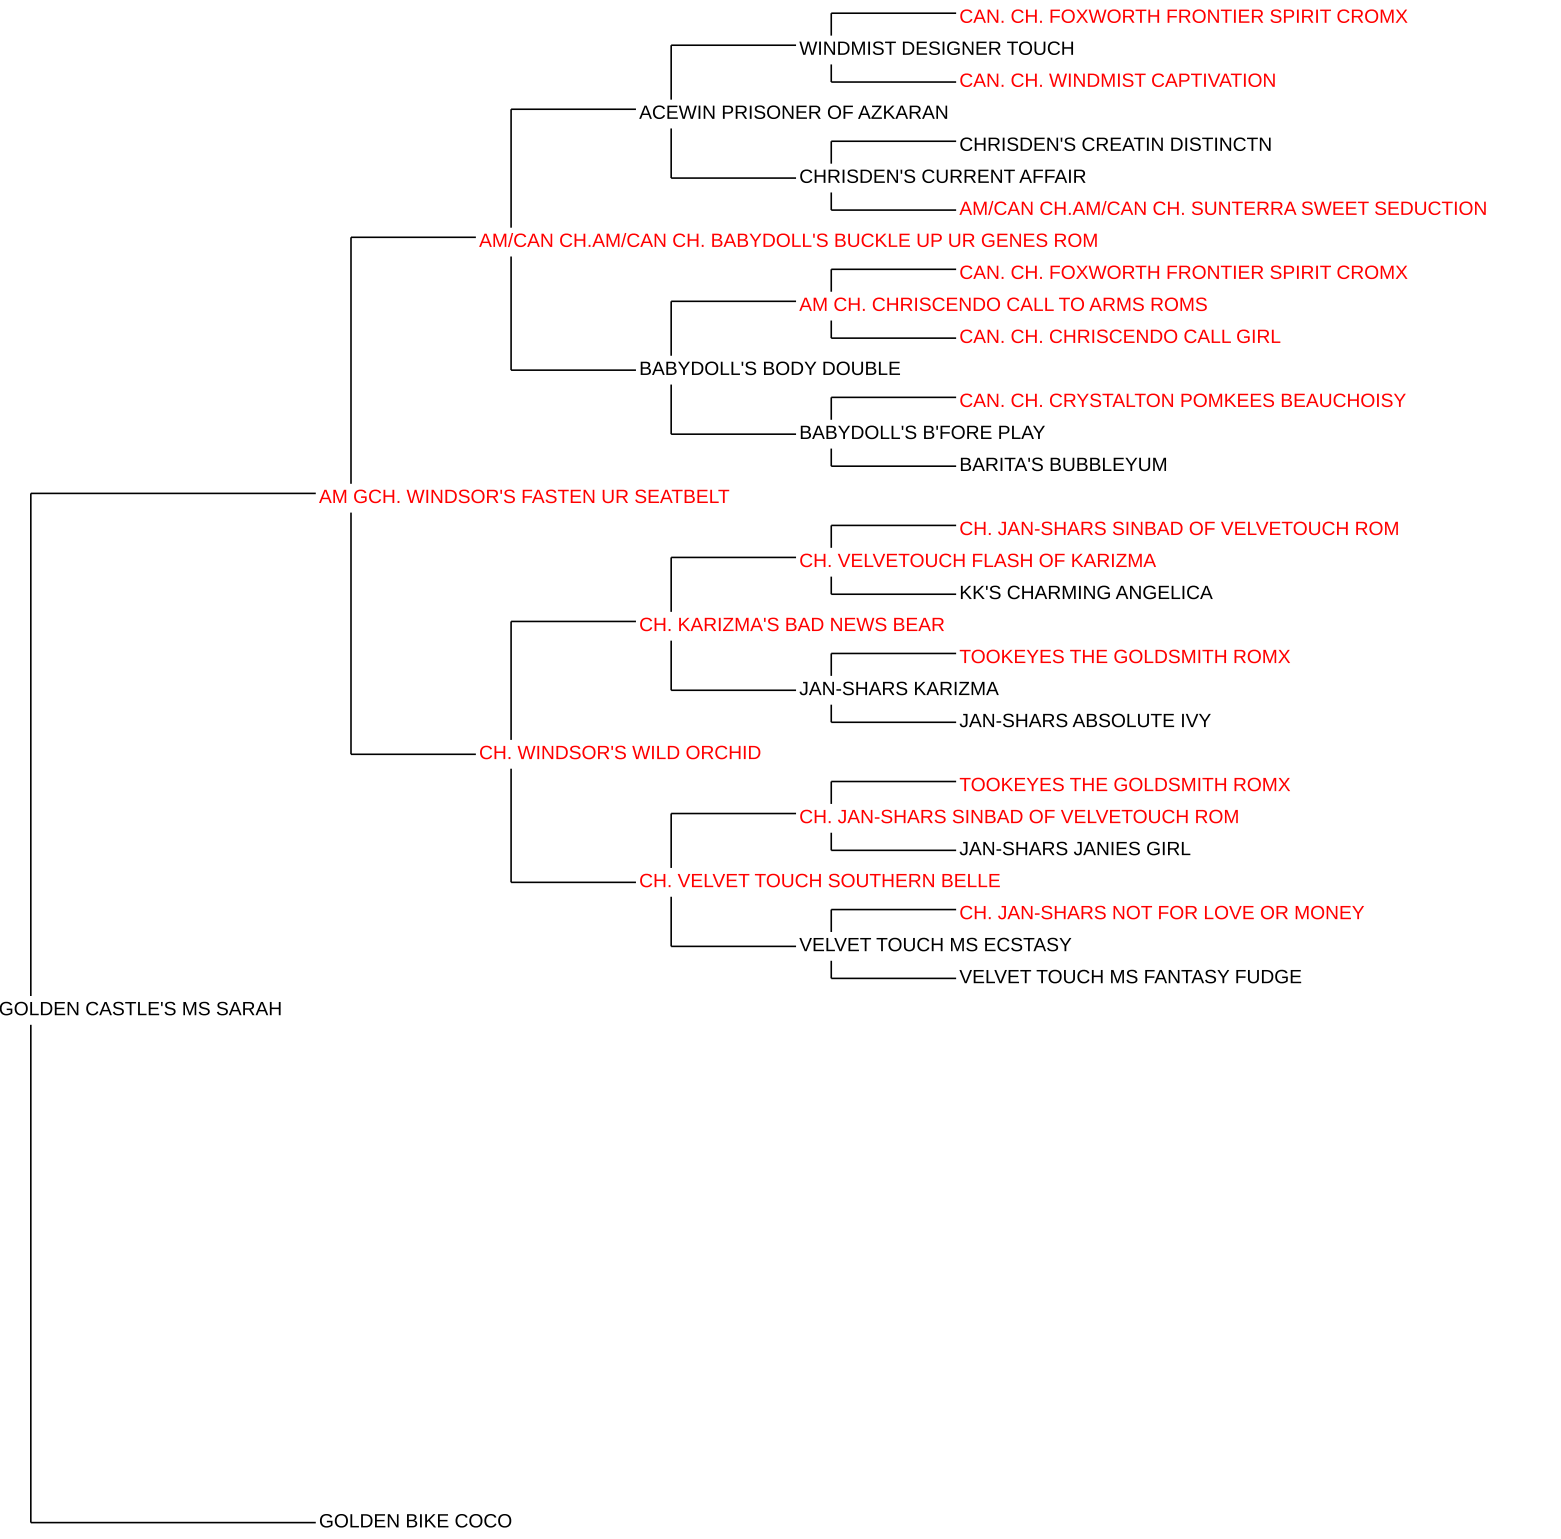 CAN. CH. FOXWORTH FRONTIER SPIRIT CROMX
WINDMIST DESIGNER TOUCH
CAN. CH. WINDMIST CAPTIVATION
ACEWIN PRISONER OF AZKARAN
CHRISDEN'S CREATIN DISTINCTN
CHRISDEN'S CURRENT AFFAIR
AM/CAN CH.AM/CAN CH. SUNTERRA SWEET SEDUCTION
AM/CAN CH.AM/CAN CH. BABYDOLL'S BUCKLE UP UR GENES ROM
CAN. CH. FOXWORTH FRONTIER SPIRIT CROMX
AM CH. CHRISCENDO CALL TO ARMS ROMS
CAN. CH. CHRISCENDO CALL GIRL
BABYDOLL'S BODY DOUBLE
CAN. CH. CRYSTALTON POMKEES BEAUCHOISY
BABYDOLL'S B'FORE PLAY
BARITA'S BUBBLEYUM
AM GCH. WINDSOR'S FASTEN UR SEATBELT
CH. JAN-SHARS SINBAD OF VELVETOUCH ROM
CH. VELVETOUCH FLASH OF KARIZMA
KK'S CHARMING ANGELICA
CH. KARIZMA'S BAD NEWS BEAR
TOOKEYES THE GOLDSMITH ROMX
JAN-SHARS KARIZMA
JAN-SHARS ABSOLUTE IVY
CH. WINDSOR'S WILD ORCHID
TOOKEYES THE GOLDSMITH ROMX
CH. JAN-SHARS SINBAD OF VELVETOUCH ROM
JAN-SHARS JANIES GIRL
CH. VELVET TOUCH SOUTHERN BELLE
CH. JAN-SHARS NOT FOR LOVE OR MONEY
VELVET TOUCH MS ECSTASY
VELVET TOUCH MS FANTASY FUDGE
GOLDEN CASTLE'S MS SARAH
GOLDEN BIKE COCO